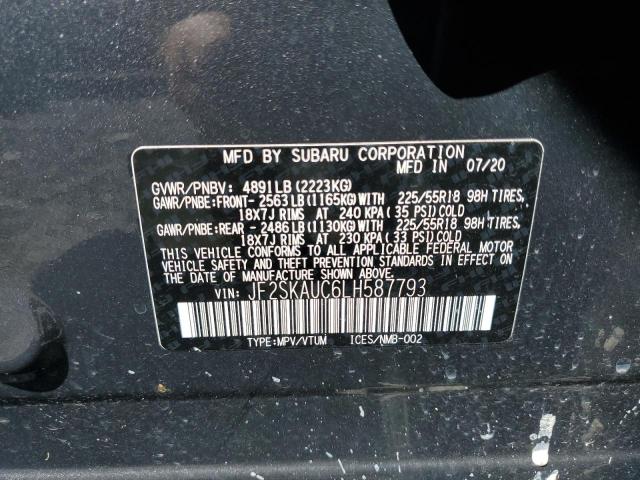 MFD BY SUBARU CORPORATION
MFD IN 07/20
GVWR/PNBV: 4891LB(2223KG)
GAWR/PNBE:FRONT-2563LB(1165KG)WITH 225/55R18 98H TIRES,
18X7J RIMS AT 240 KPA(35 PSI)COLD
GAWR/PNBE:REAR -2486LB(1130KG)WITH 225/55R18 98H TIRES,
18X7J RIMS AT 230 KPA(33 PSI)COLD
THIS VEHICLE CONFORMS TO ALL APPLICABLE FEDERAL MOTOR
VEHICLE SAFETY BUMPER, AND THEFT PREVENTION STANDARDS
IN EFFECT ON THE DATE OF MANUFACTURE SHOWN ABOVE.
VIN: JF2SKAUC6LH587793
TYPE:MPV/VTUM ICES/NMB-002